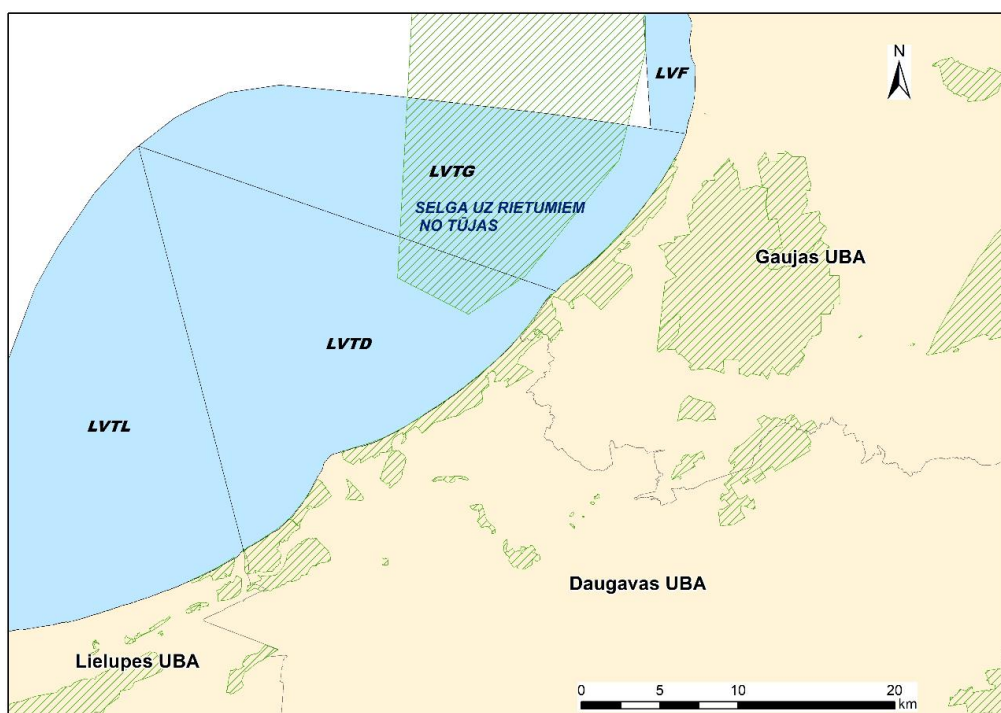 N
LVF
LVTG
SELGA UZ RIETUMIEM
NO TŪJAS
Gaujas UBA
LVTD
LVTL
Daugavas UBA
Lielupes UBA
0 5 10 20
km